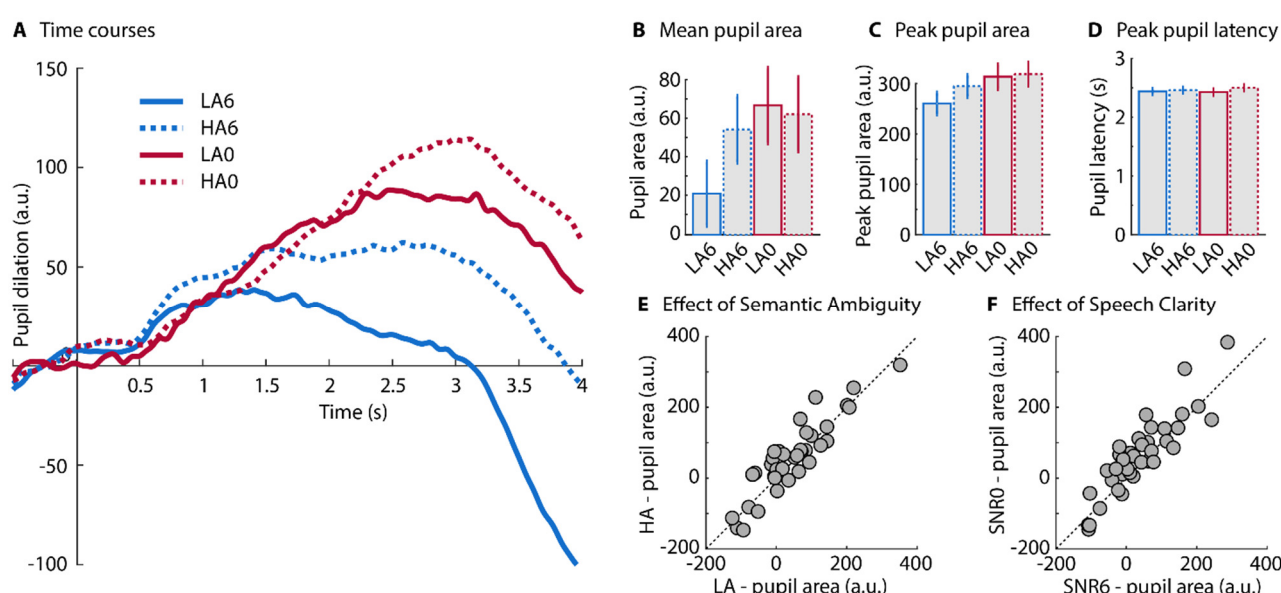 A Time courses
150
100
50
0
-50
-100
Pupil dilation (a.u.)
LA6
HA6
LA0
HA0
0.5 1 1.5 2 2.5 3 3.5 4
Time (s)
B Mean pupil area
80
60
40
20
0
Pupil area (a.u.)
LA6 HA6 LA0 HA0
C Peak pupil area
300
200
100
0
Peak pupil area (a.u.)
LA6 HA6 LA0 HA0
D Peak pupil latency
3
2
1
0
Pupil latency (s)
LA6 HA6 LA0 HA0
E Effect of Semantic Ambiguity
400
200
0
-200
HA - pupil area (a.u.)
-200 0 200 400
LA - pupil area (a.u.)
F Effect of Speech Clarity
400
200
0
-200
SNR0 - pupil area (a.u.)
-200 0 200 400
SNR6 - pupil area (a.u.)